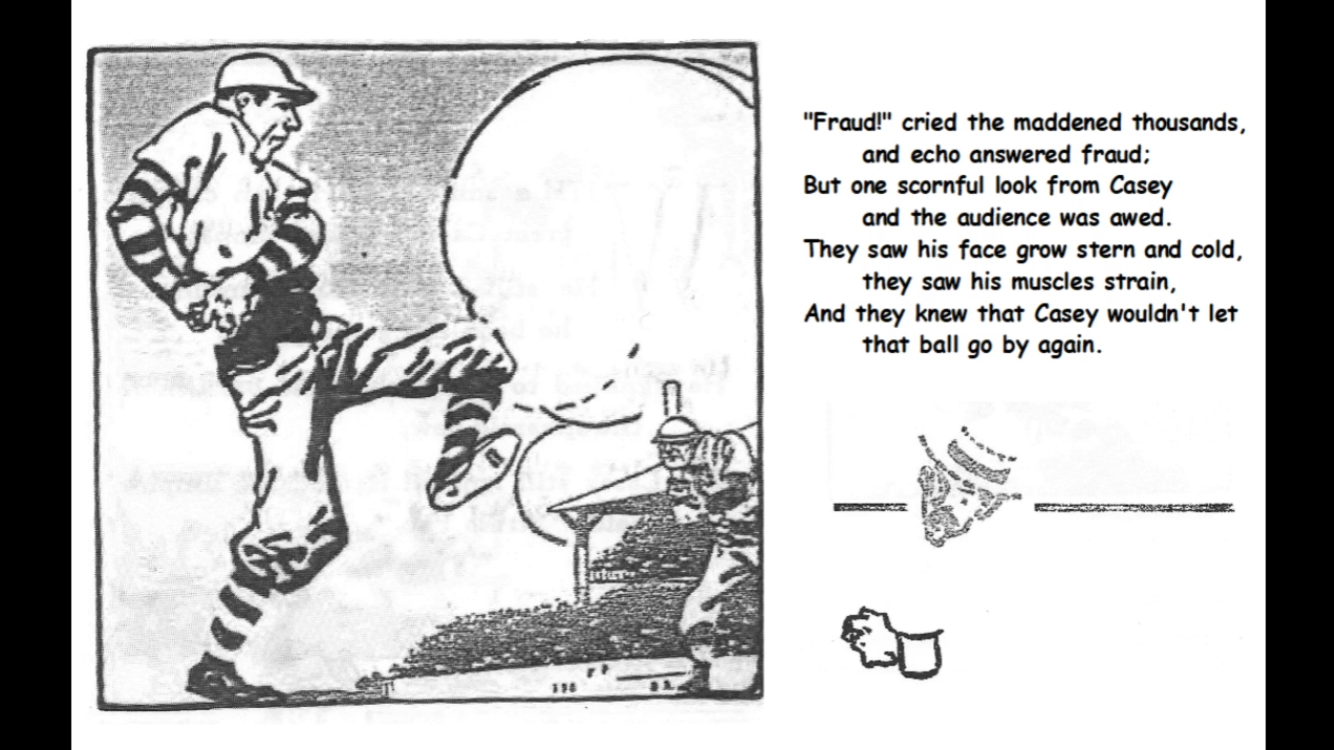 "Fraud!" cried the maddened thousands,
and echo answered fraud;
But one scornful look from Casey
and the audience was awed.
They saw his face grow stern and cold,
they saw his muscles strain,
And they knew that Casey wouldn't let
that ball go by again.